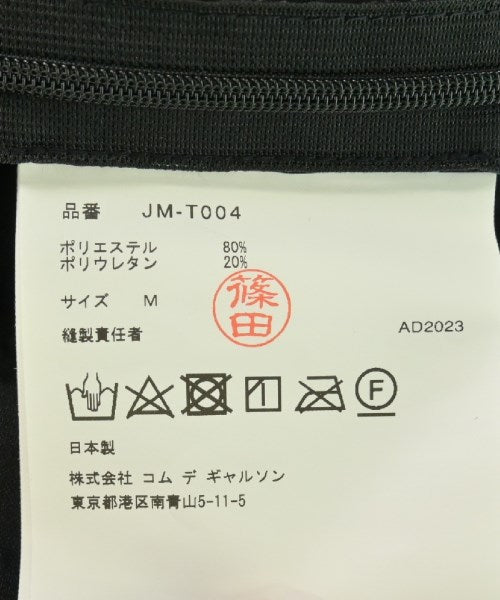 品番 JM-T004
ポリエステル 80%
ポリウレタン 20%
サイズ M
篠田
縫製責任者
AD2023
F
日本製
株式会社 コム デ ギャルソン
東京都港区南青山5-11-5